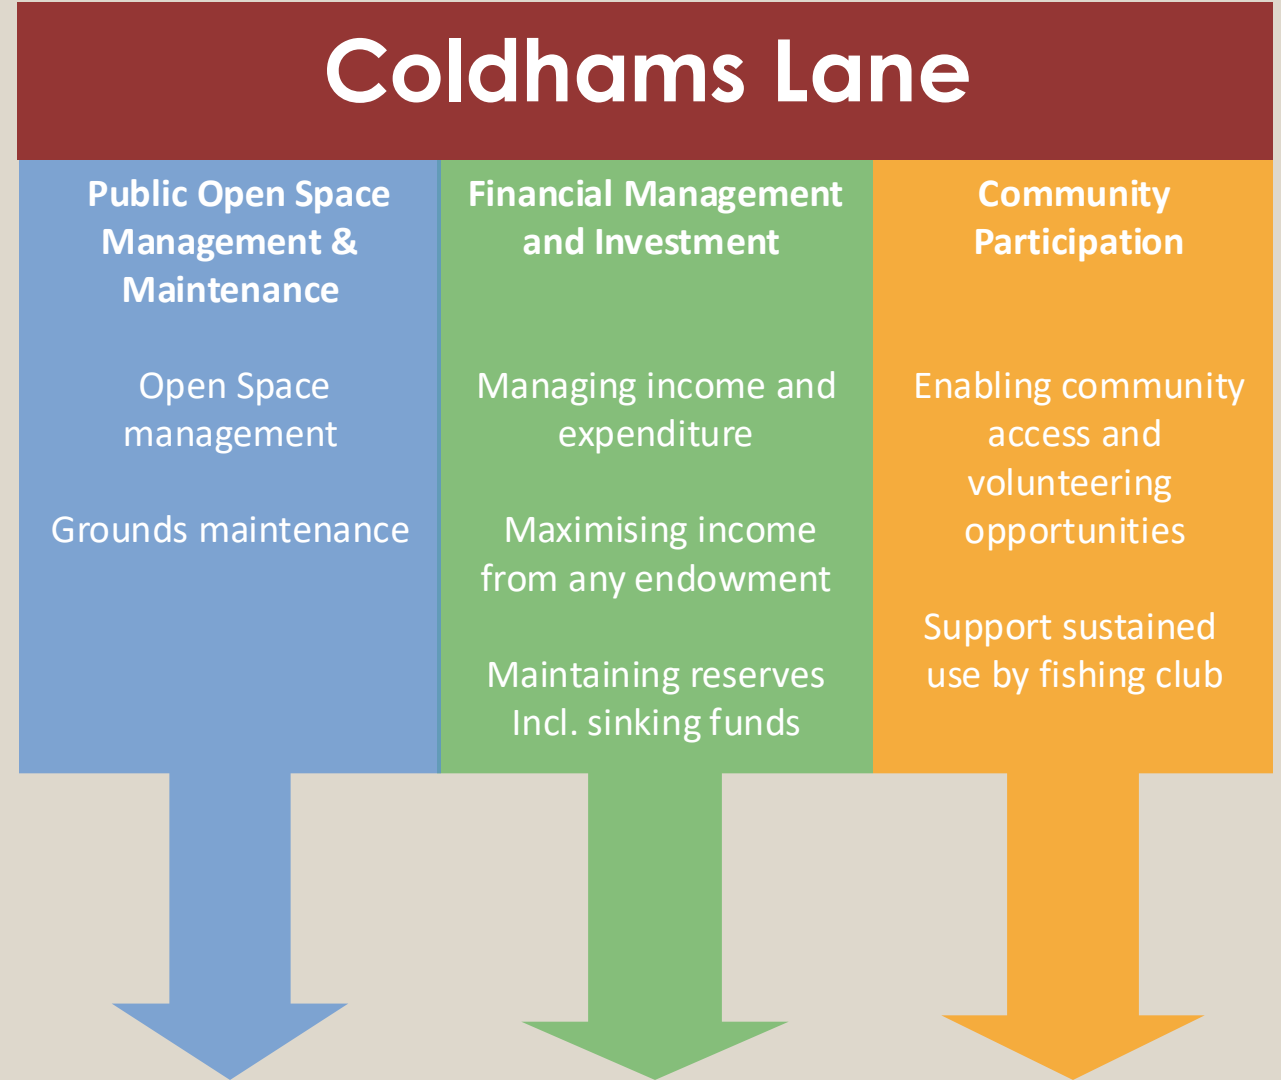 Coldhams Lane
Public Open Space
Management &
Maintenance
Open Space
management
Grounds maintenance
Financial Management
and Investment
Managing income and
expenditure
Maximising income
from any endowment
Maintaining reserves
Incl. sinking funds
Community
Participation
Enabling community
access and
volunteering
opportunities
Support sustained
use by fishing club